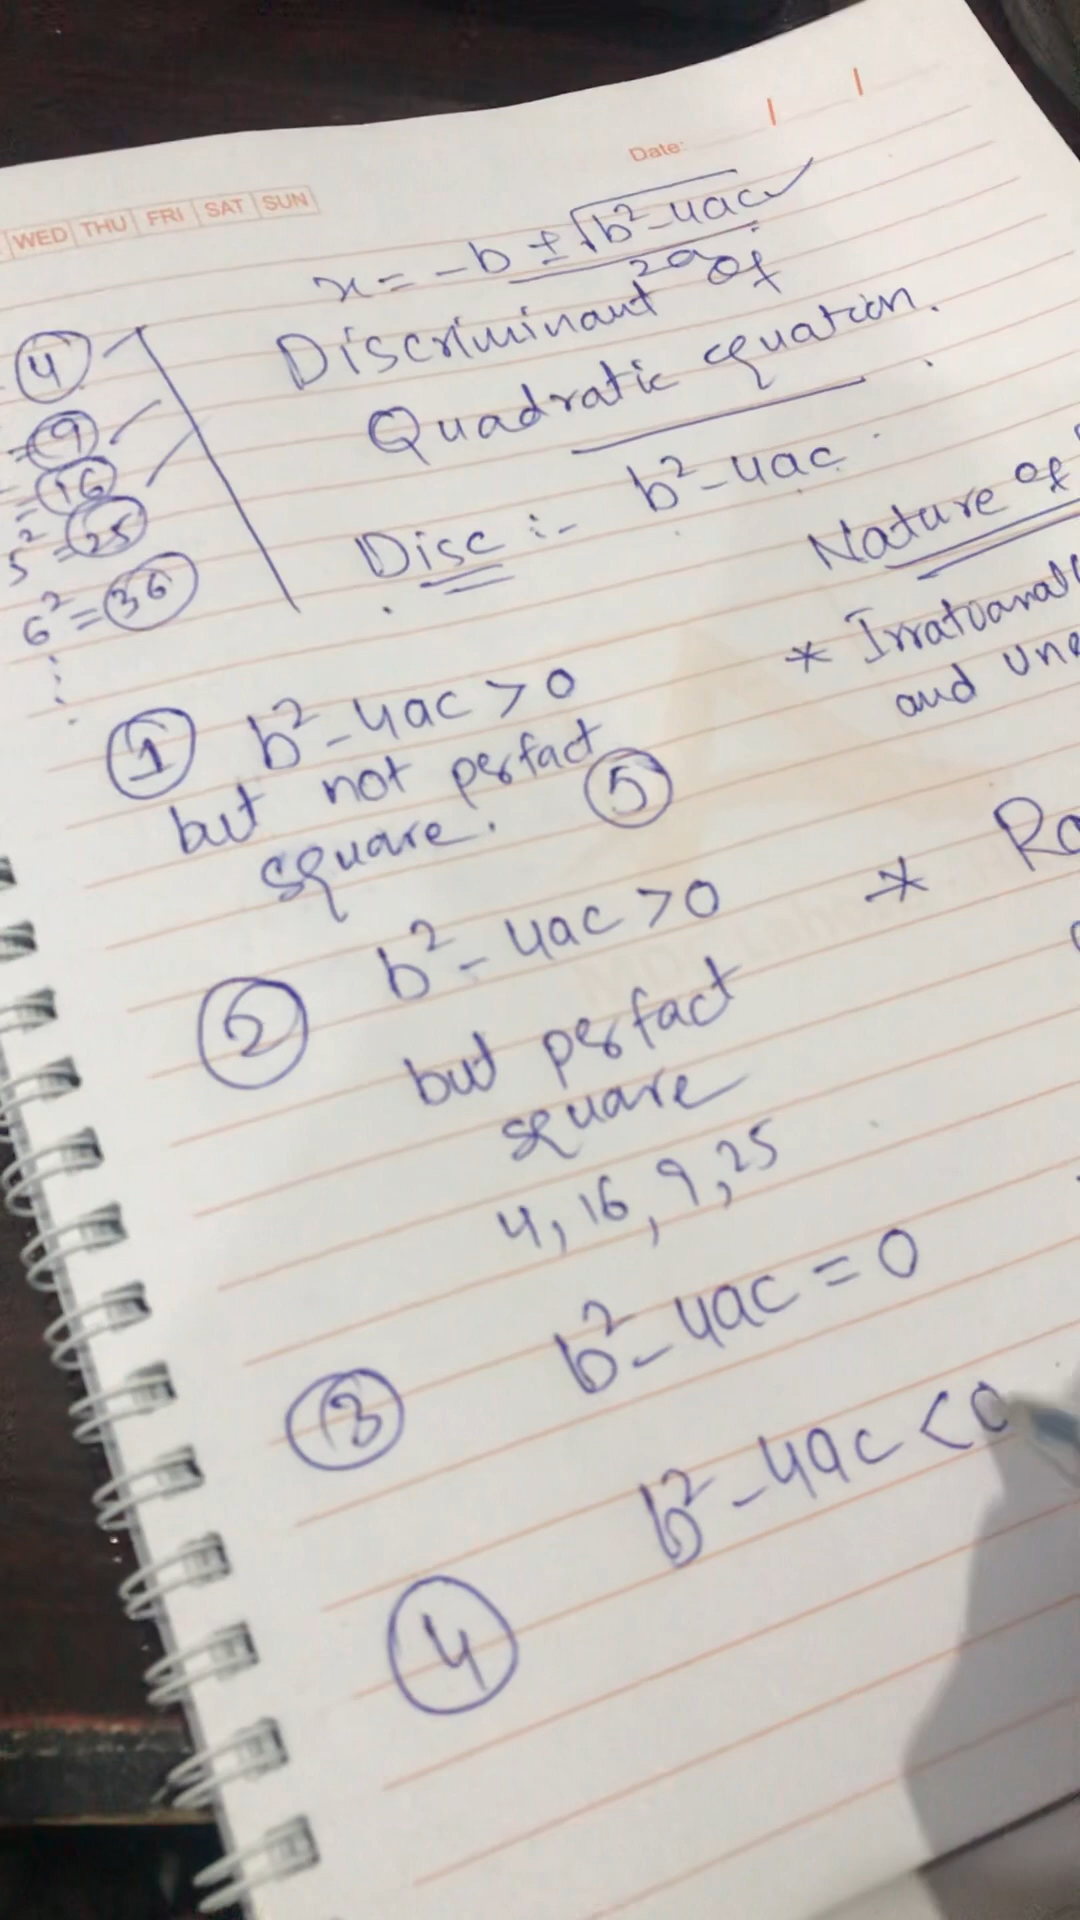 Date:
WED THU FRI SAT SUN
x = -b ± √b²-4ac
2a
Discriminant of
Quadratic equation.
Disc :- b²-4ac
4
= 9
= 16
5² = 25
6² = 36
Nature of
* Irratoanal
and une
① b²-4ac > 0
but not perfact
square. ⑤
② b²-4ac > 0
but perfact
square
4, 16, 9, 25
* Ra
③ b²-4ac = 0
④ b²-4ac < 0